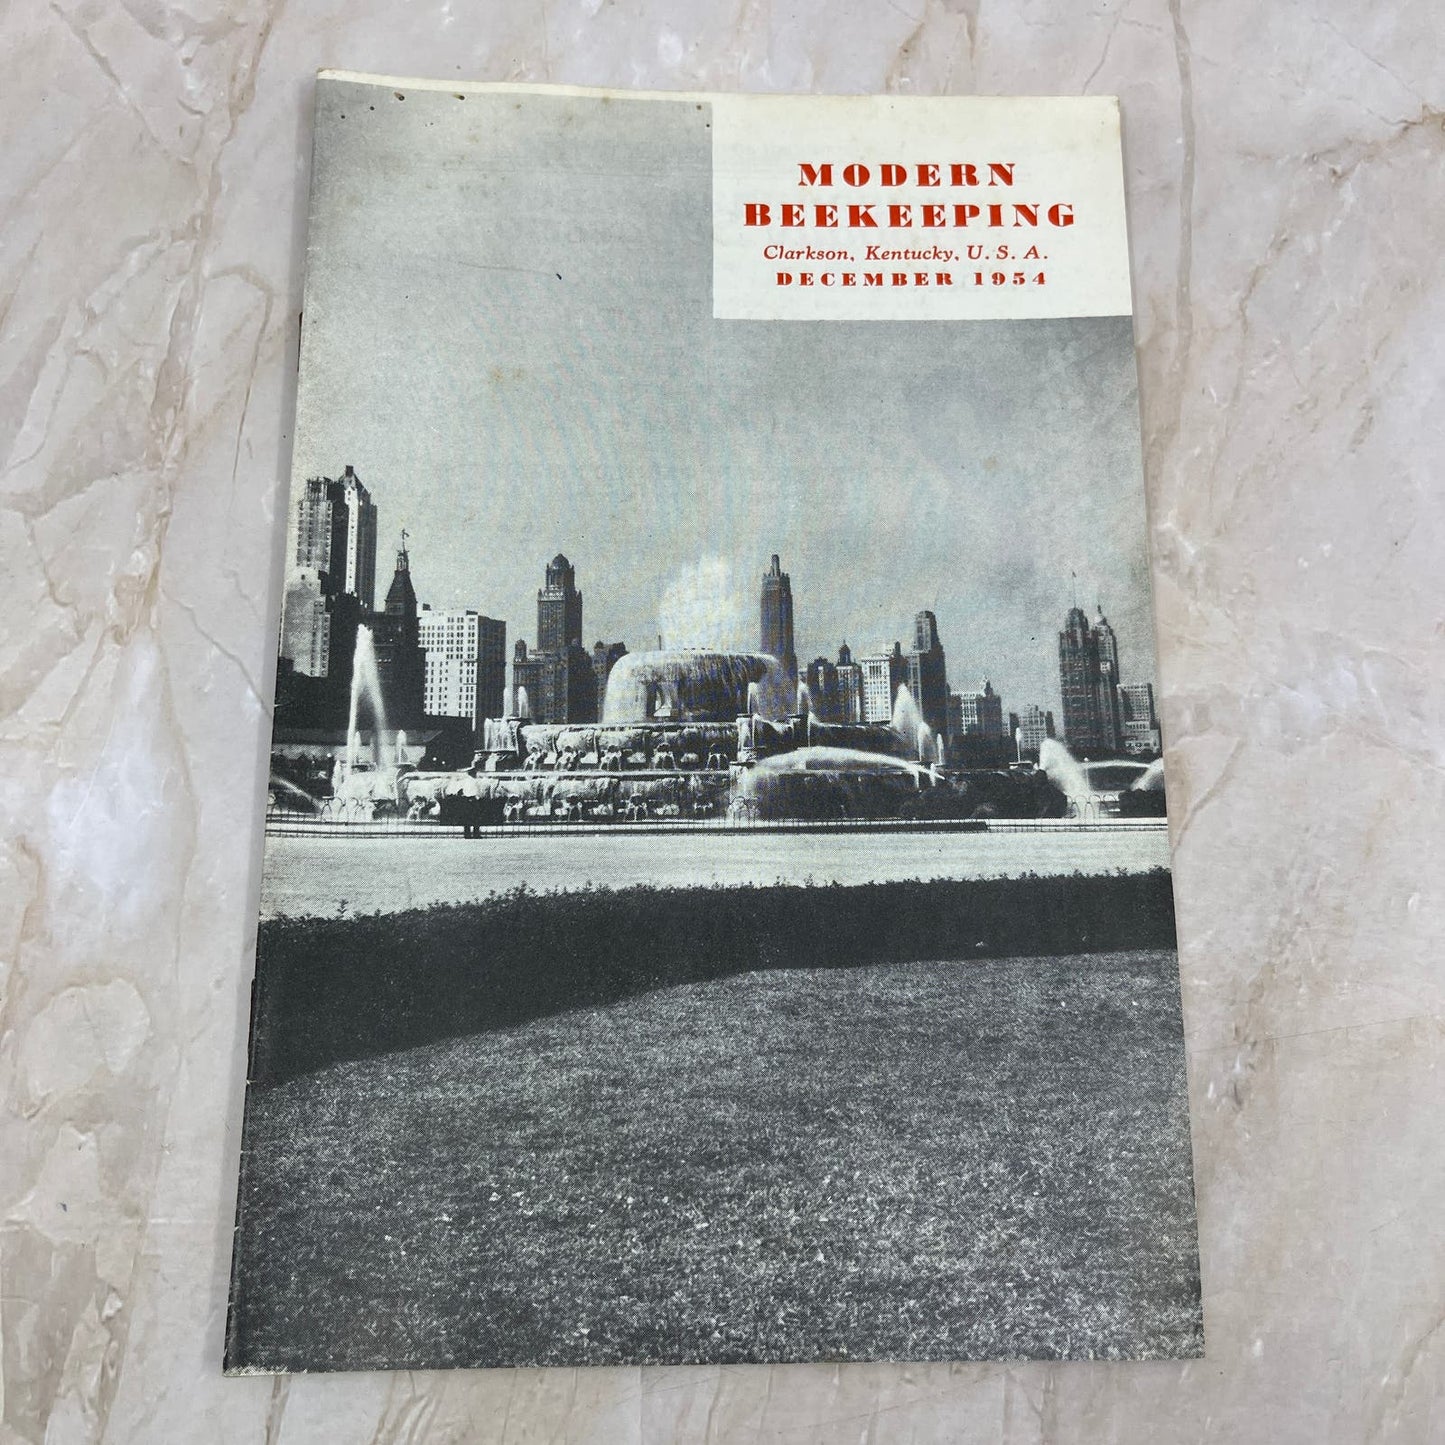 MODERN
BEEKEEPING
Clarkson, Kentucky, U. S. A.
DECEMBER 1954